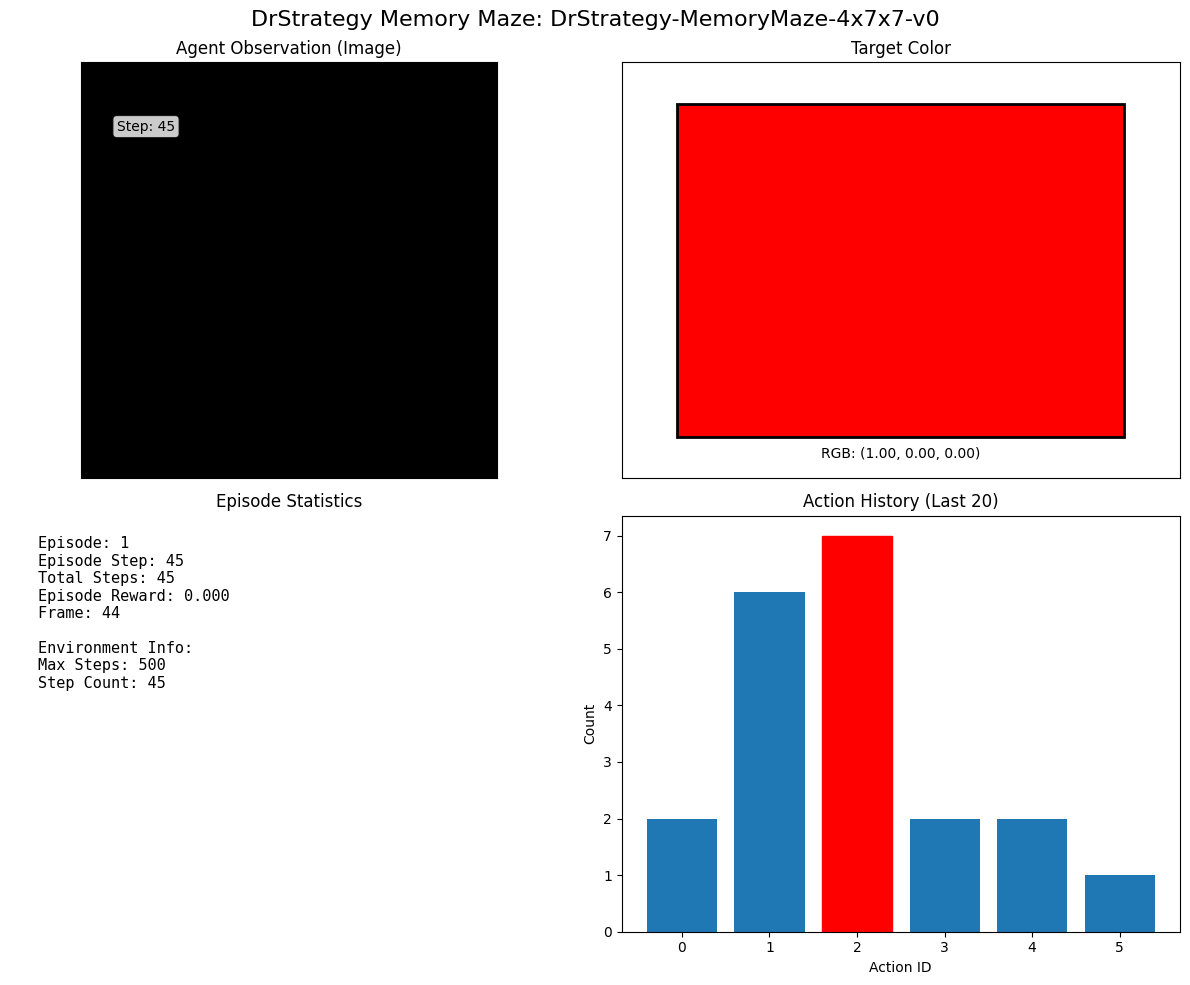 DrStrategy Memory Maze: DrStrategy-MemoryMaze-4x7x7-v0
Agent Observation (Image)
Step: 45
Target Color
RGB: (1.00, 0.00, 0.00)
Episode Statistics
Episode: 1
Episode Step: 45
Total Steps: 45
Episode Reward: 0.000
Frame: 44
Environment Info:
Max Steps: 500
Step Count: 45
Action History (Last 20)
Count
7
6
5
4
3
2
1
0
0 1 2 3 4 5
Action ID